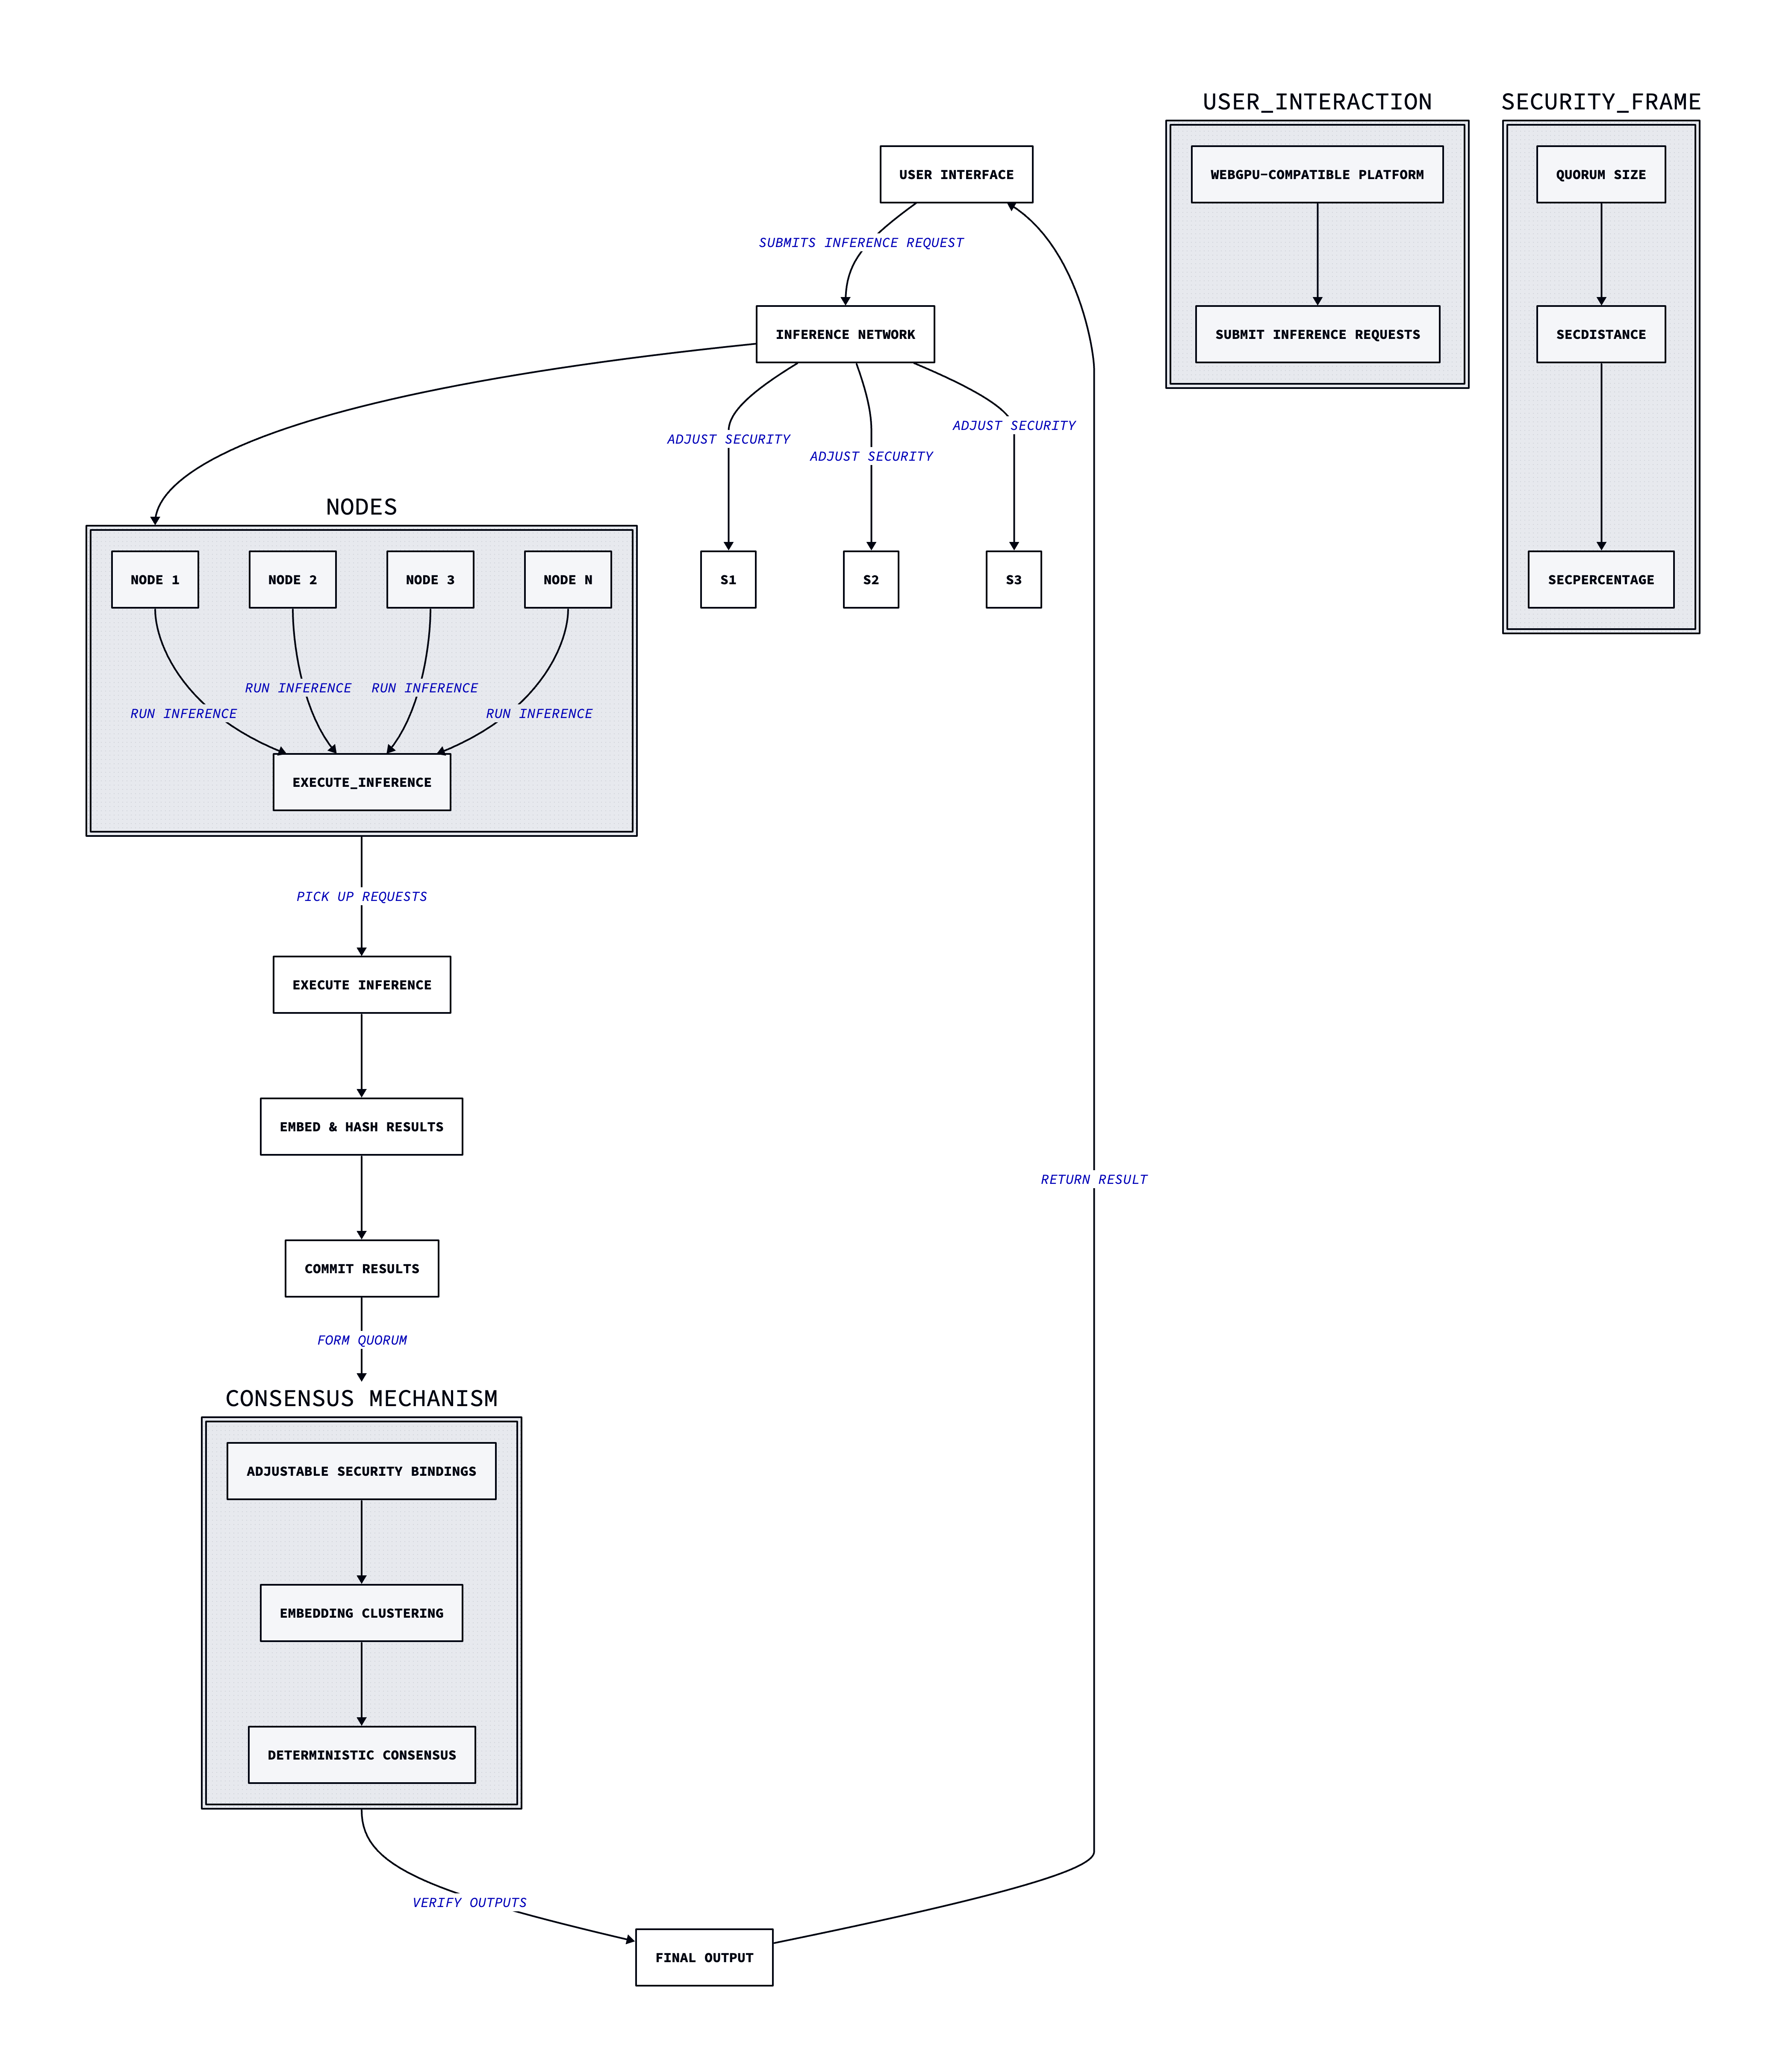 USER_INTERACTION
SECURITY_FRAME
USER INTERFACE
WEBGPU-COMPATIBLE PLATFORM
QUORUM SIZE
SUBMITS INFERENCE REQUEST
INFERENCE NETWORK
SUBMIT INFERENCE REQUESTS
SECDISTANCE
ADJUST SECURITY
ADJUST SECURITY
ADJUST SECURITY
NODES
NODE 1
NODE 2
NODE 3
NODE N
S1
S2
S3
SECPERCENTAGE
RUN INFERENCE
RUN INFERENCE
RUN INFERENCE
RUN INFERENCE
EXECUTE_INFERENCE
PICK UP REQUESTS
EXECUTE INFERENCE
EMBED & HASH RESULTS
RETURN RESULT
COMMIT RESULTS
FORM QUORUM
CONSENSUS MECHANISM
ADJUSTABLE SECURITY BINDINGS
EMBEDDING CLUSTERING
DETERMINISTIC CONSENSUS
VERIFY OUTPUTS
FINAL OUTPUT